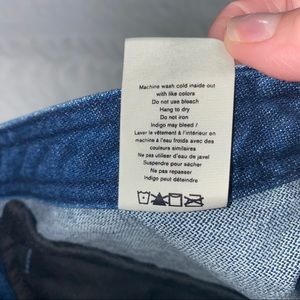 Machine wash cold inside out
with like colors
Do not use bleach
Hang to dry
Do not iron
Indigo may bleed /
Laver le vêtement à l'intérieur en
machine à l'eau froide avec des
couleurs similaires
Ne pas utiliser d'eau de javel
Suspendre pour sécher
Ne pas repasser
Indigo peut déteindre